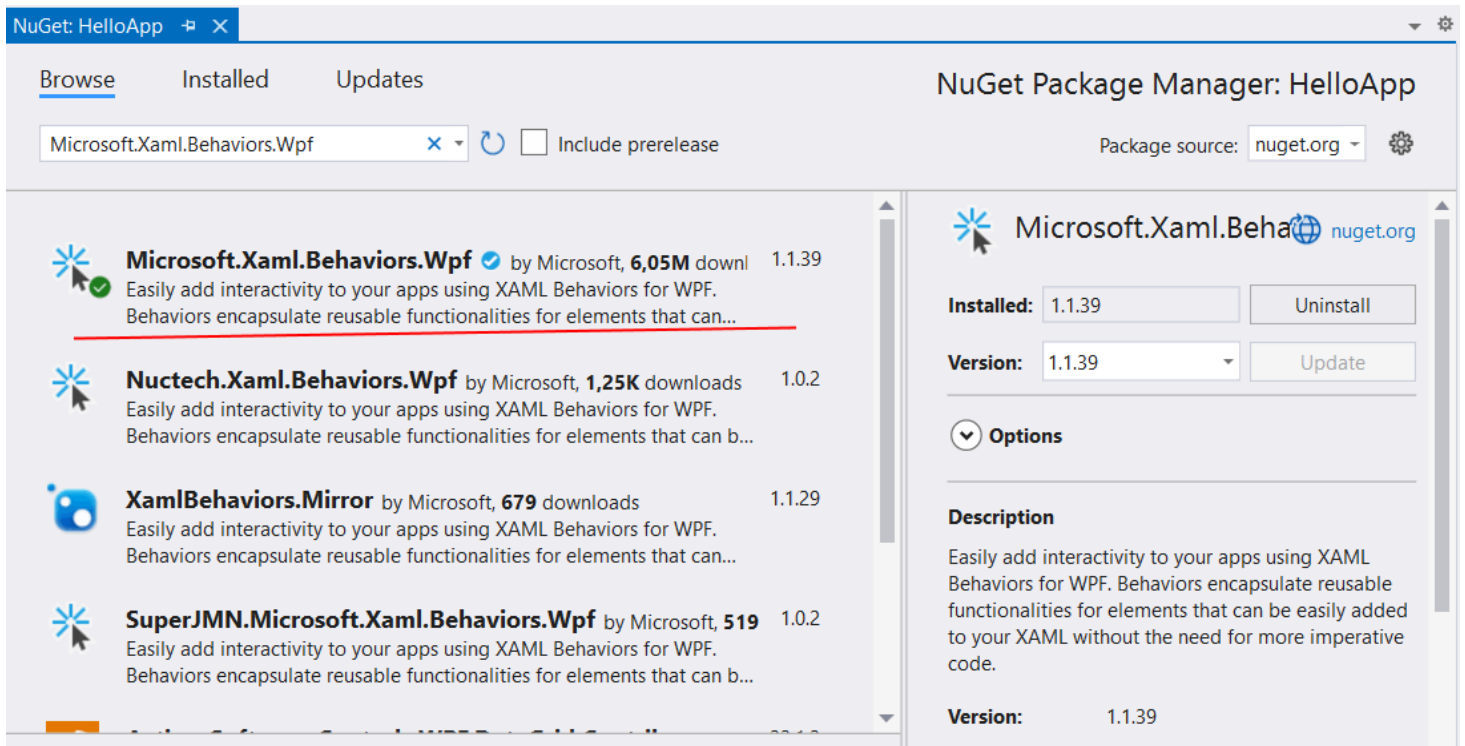 NuGet: HelloApp
Browse Installed Updates
NuGet Package Manager: HelloApp
Microsoft.Xaml.Behaviors.Wpf
Include prerelease
Package source: nuget.org
Microsoft.Xaml.Behaviors.Wpf by Microsoft, 6,05M downl 1.1.39
Easily add interactivity to your apps using XAML Behaviors for WPF.
Behaviors encapsulate reusable functionalities for elements that can...
Nuctech.Xaml.Behaviors.Wpf by Microsoft, 1,25K downloads 1.0.2
Easily add interactivity to your apps using XAML Behaviors for WPF.
Behaviors encapsulate reusable functionalities for elements that can b...
XamlBehaviors.Mirror by Microsoft, 679 downloads 1.1.29
Easily add interactivity to your apps using XAML Behaviors for WPF.
Behaviors encapsulate reusable functionalities for elements that can...
SuperJMN.Microsoft.Xaml.Behaviors.Wpf by Microsoft, 519 1.0.2
Easily add interactivity to your apps using XAML Behaviors for WPF.
Behaviors encapsulate reusable functionalities for elements that can b...
Microsoft.Xaml.Beha nuget.org
Installed: 1.1.39 Uninstall
Version: 1.1.39 Update
Options
Description
Easily add interactivity to your apps using XAML
Behaviors for WPF. Behaviors encapsulate reusable
functionalities for elements that can be easily added
to your XAML without the need for more imperative
code.
Version: 1.1.39